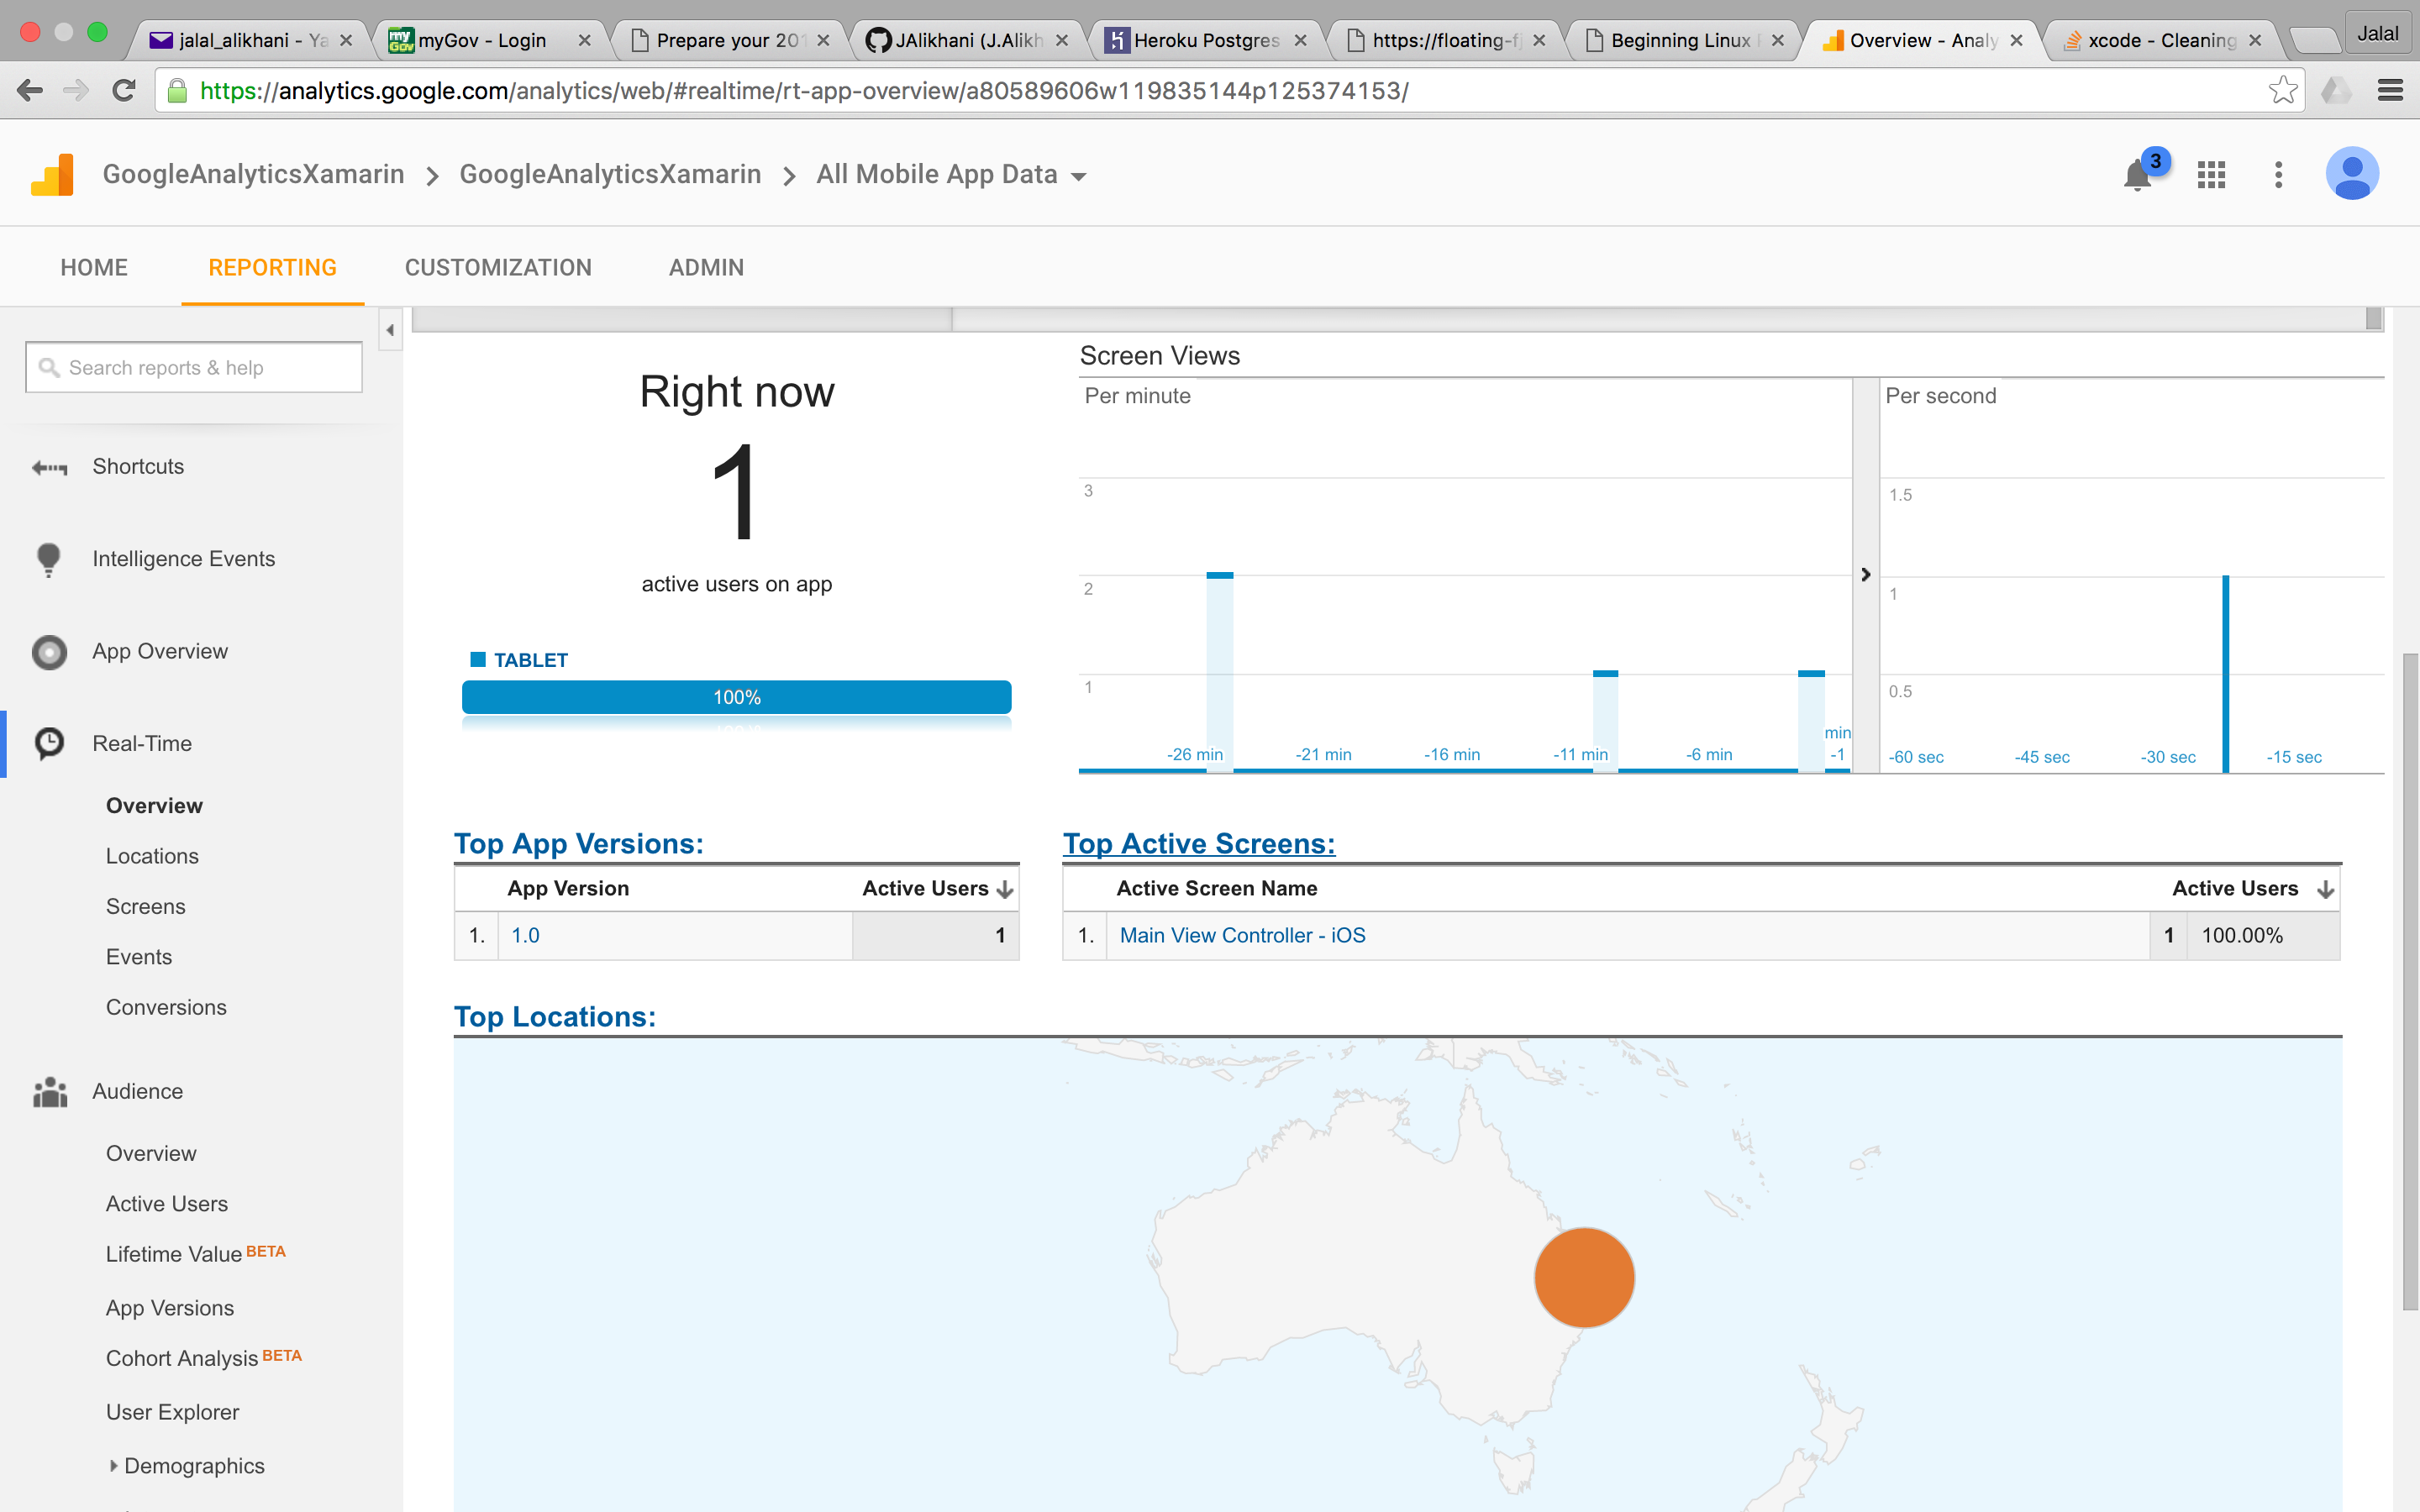 jalal_alikhani - Ya
myGov - Login
Prepare your 201
JAlikhani (J.Alikh
Heroku Postgres
https://floating-f
Beginning Linux
Overview - Analy
xcode - Cleaning
Jalal
https://analytics.google.com/analytics/web/#realtime/rt-app-overview/a80589606w119835144p125374153/
GoogleAnalyticsXamarin > GoogleAnalyticsXamarin > All Mobile App Data
3
HOME REPORTING CUSTOMIZATION ADMIN
Search reports & help
Shortcuts
Intelligence Events
App Overview
Real-Time
Overview
Locations
Screens
Events
Conversions
Audience
Overview
Active Users
Lifetime Value BETA
App Versions
Cohort Analysis BETA
User Explorer
Demographics
Right now
1
active users on app
TABLET
100%
Screen Views
Per minute
3
2
1
-26 min -21 min -16 min -11 min -6 min min
-1
Per second
1.5
1
0.5
-60 sec -45 sec -30 sec -15 sec
Top App Versions:
App Version Active Users
1. 1.0 1
Top Active Screens:
Active Screen Name Active Users
1. Main View Controller - iOS 1 100.00%
Top Locations: